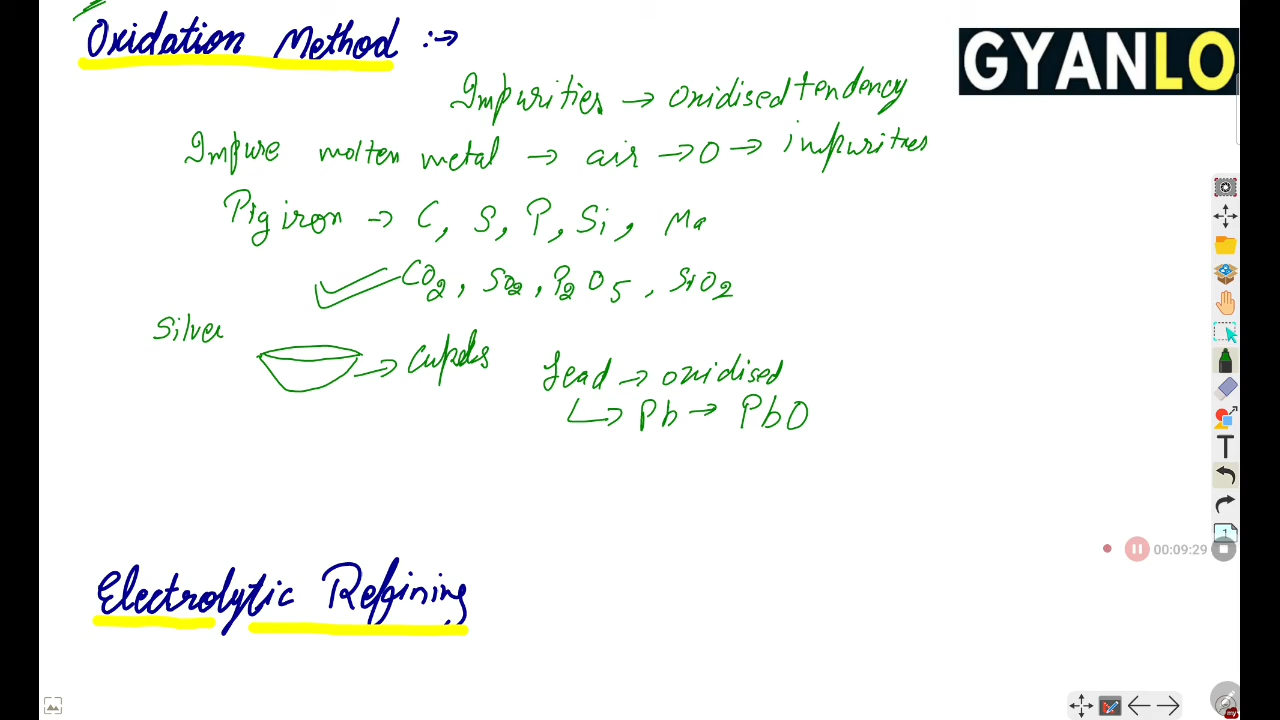 Oxidation Method :→
GYANLO
Impurities → oxidised tendency
Impure molten metal → air → O → impurities
Pig iron → C, S, P, Si, Mn
CO2, SO2, P2O5, SiO2
Silver
→ Cupels
Lead → oxidised
↳ Pb → PbO
Electrolytic Refining
T
1
00:09:29